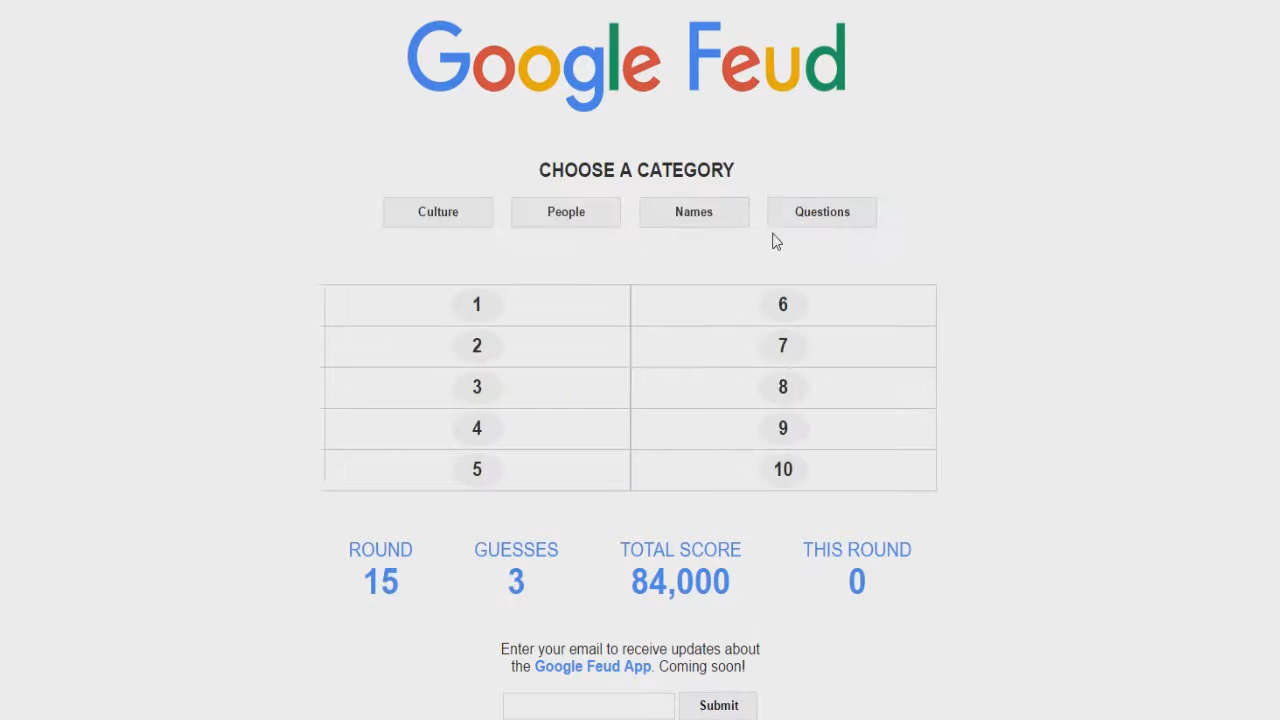 Google Feud
CHOOSE A CATEGORY
Culture People Names Questions
1 6
2 7
3 8
4 9
5 10
ROUND GUESSES TOTAL SCORE THIS ROUND
15 3 84,000 0
Enter your email to receive updates about
the Google Feud App. Coming soon!
Submit